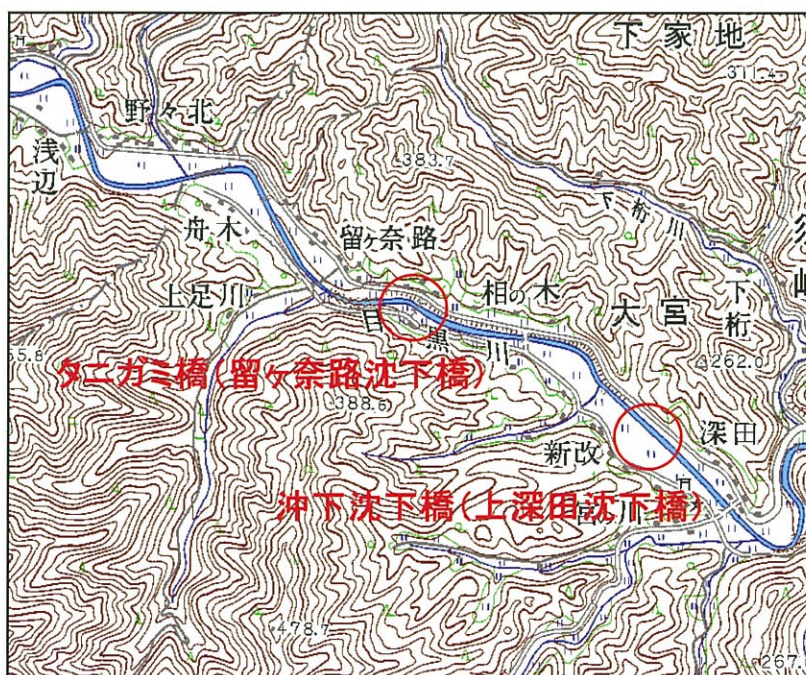 下家地
311.4
野々北
浅辺
383.7
下桁川
舟木
留ヶ奈路
上足川
相の木
目黒川
大宮
下桁
262.0
タニガミ橋(留ヶ奈路沈下橋)
388.6
深田
新改
沖下沈下橋(上深田沈下橋)
478.7
267.